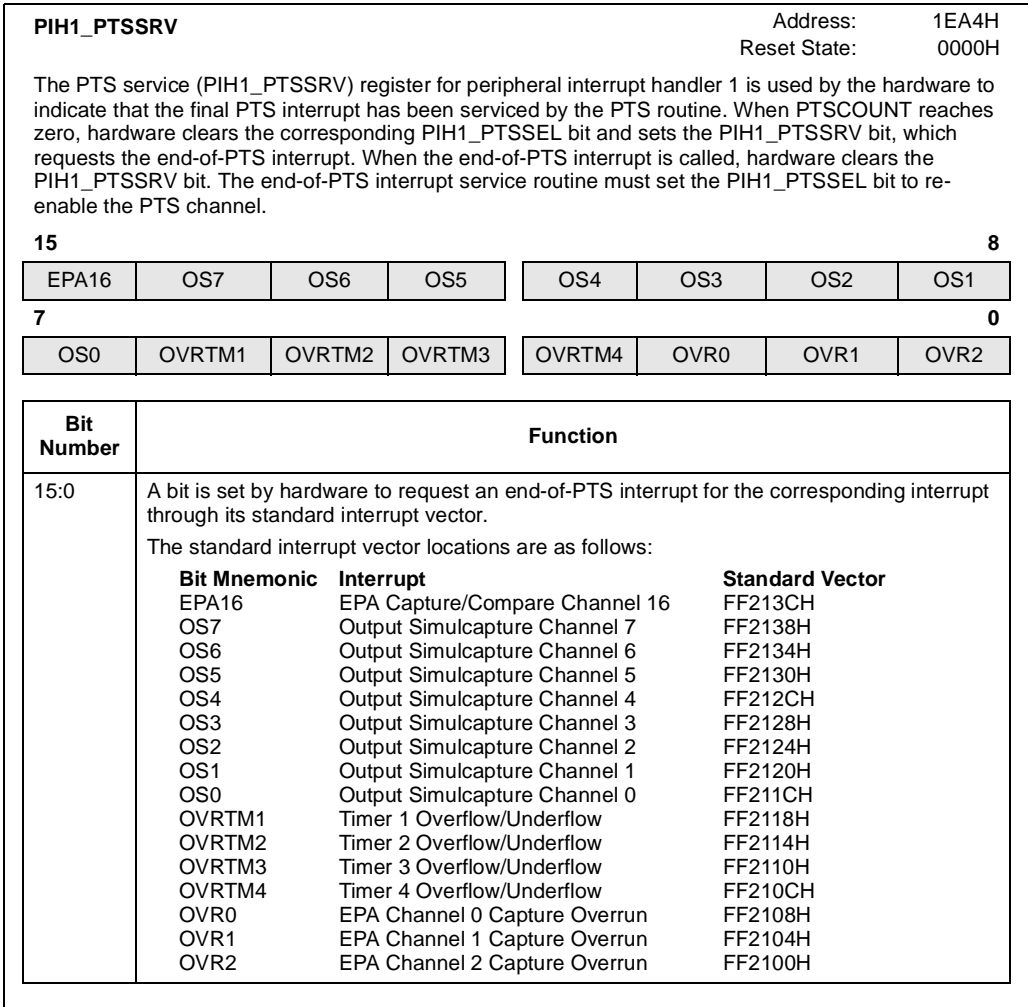 PIH1_PTSSRV Address: 1EA4H
Reset State: 0000H
The PTS service (PIH1_PTSSRV) register for peripheral interrupt handler 1 is used by the hardware to
indicate that the final PTS interrupt has been serviced by the PTS routine. When PTSCOUNT reaches
zero, hardware clears the corresponding PIH1_PTSSEL bit and sets the PIH1_PTSSRV bit, which
requests the end-of-PTS interrupt. When the end-of-PTS interrupt is called, hardware clears the
PIH1_PTSSRV bit. The end-of-PTS interrupt service routine must set the PIH1_PTSSEL bit to re-
enable the PTS channel.
15 8
EPA16 OS7 OS6 OS5 OS4 OS3 OS2 OS1
7 0
OS0 OVRTM1 OVRTM2 OVRTM3 OVRTM4 OVR0 OVR1 OVR2
Bit
Number Function
15:0 A bit is set by hardware to request an end-of-PTS interrupt for the corresponding interrupt
through its standard interrupt vector.
The standard interrupt vector locations are as follows:
Bit Mnemonic Interrupt Standard Vector
EPA16 EPA Capture/Compare Channel 16 FF213CH
OS7 Output Simulcapture Channel 7 FF2138H
OS6 Output Simulcapture Channel 6 FF2134H
OS5 Output Simulcapture Channel 5 FF2130H
OS4 Output Simulcapture Channel 4 FF212CH
OS3 Output Simulcapture Channel 3 FF2128H
OS2 Output Simulcapture Channel 2 FF2124H
OS1 Output Simulcapture Channel 1 FF2120H
OS0 Output Simulcapture Channel 0 FF211CH
OVRTM1 Timer 1 Overflow/Underflow FF2118H
OVRTM2 Timer 2 Overflow/Underflow FF2114H
OVRTM3 Timer 3 Overflow/Underflow FF2110H
OVRTM4 Timer 4 Overflow/Underflow FF210CH
OVR0 EPA Channel 0 Capture Overrun FF2108H
OVR1 EPA Channel 1 Capture Overrun FF2104H
OVR2 EPA Channel 2 Capture Overrun FF2100H